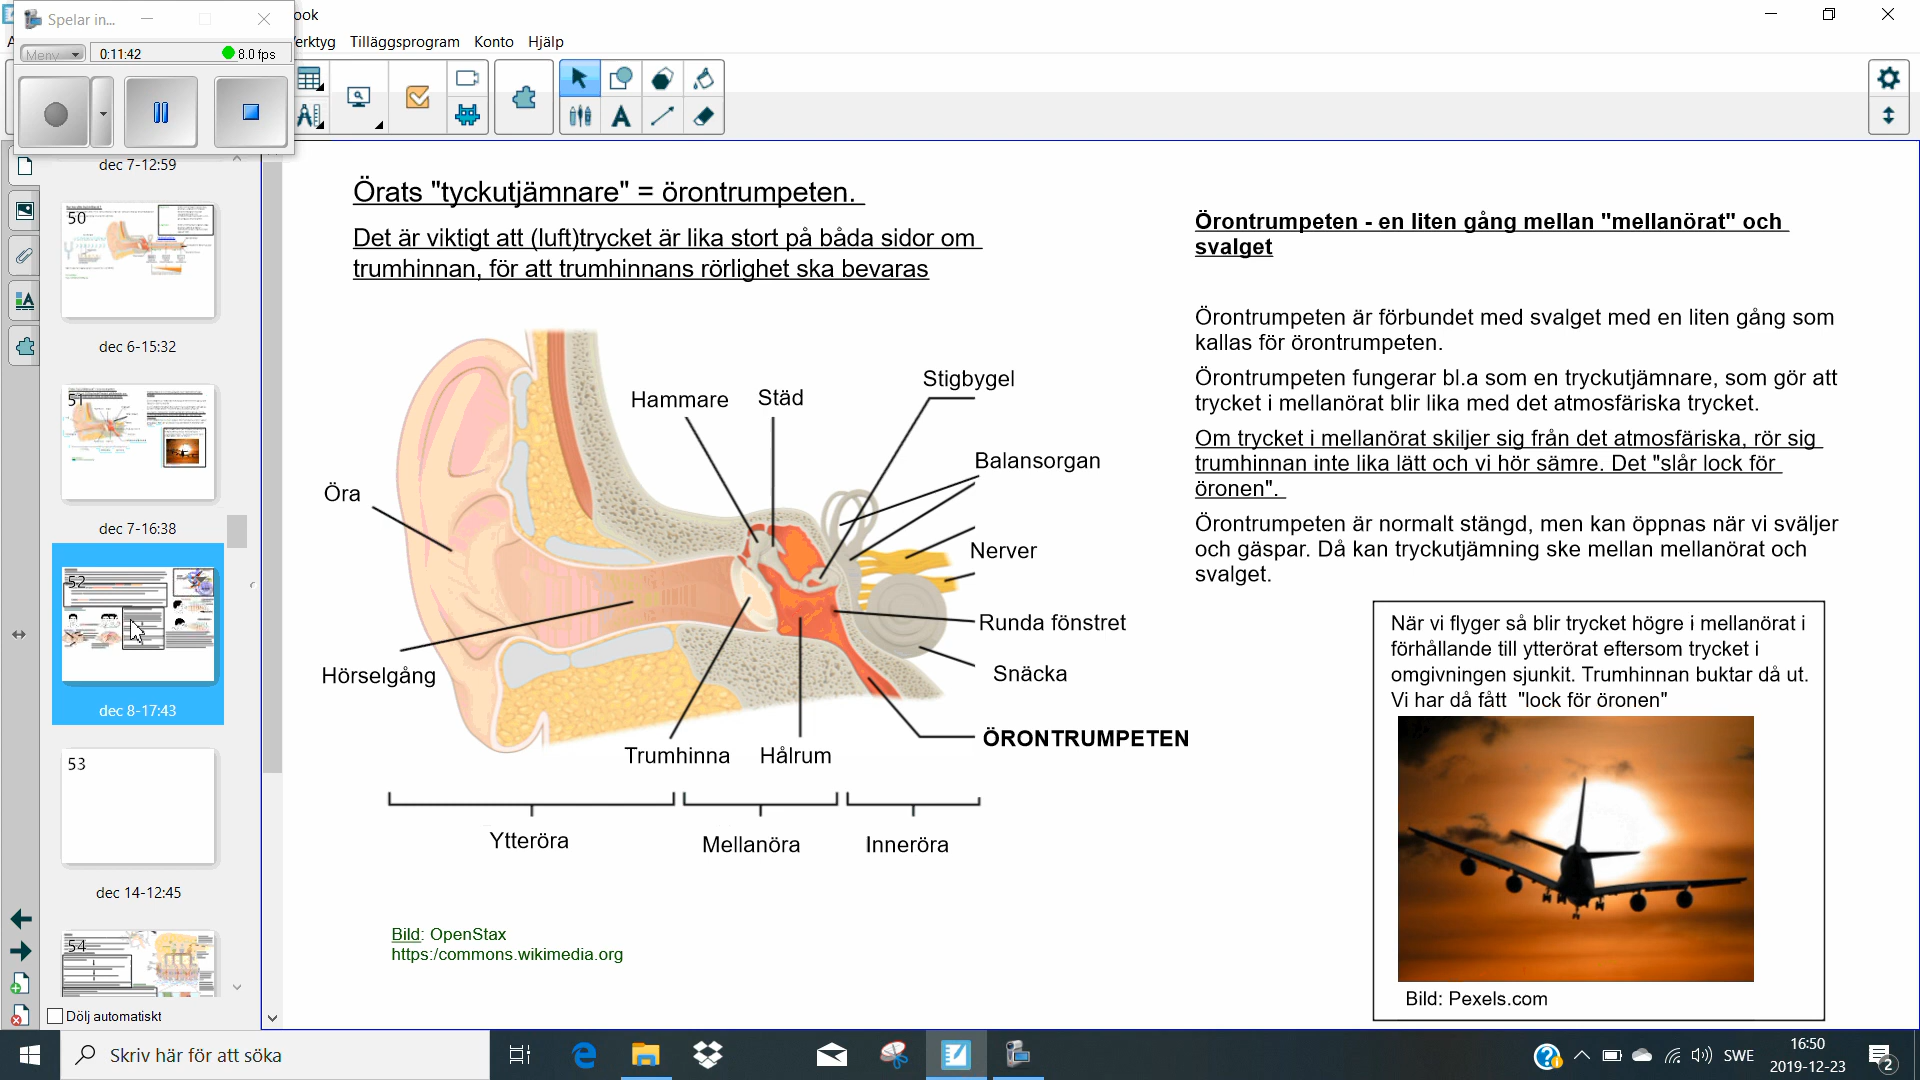 Spelar in...
ook
Meny
0:11:42
8.0 fps
erktyg
Tilläggsprogram
Konto
Hjälp
dec 7-12:59
50
dec 6-15:32
51
dec 7-16:38
52
dec 8-17:43
53
dec 14-12:45
54
Dölj automatiskt
Örats "tyckutjämnare" = örontrumpeten.
Det är viktigt att (luft)trycket är lika stort på båda sidor om
trumhinnan, för att trumhinnans rörlighet ska bevaras
Hammare
Städ
Stigbygel
Balansorgan
Öra
Nerver
Runda fönstret
Hörselgång
Snäcka
ÖRONTRUMPETEN
Trumhinna
Hålrum
Ytteröra
Mellanöra
Inneröra
Bild: OpenStax
https:/commons.wikimedia.org
Örontrumpeten - en liten gång mellan "mellanörat" och
svalget
Örontrumpeten är förbundet med svalget med en liten gång som
kallas för örontrumpeten.
Örontrumpeten fungerar bl.a som en tryckutjämnare, som gör att
trycket i mellanörat blir lika med det atmosfäriska trycket.
Om trycket i mellanörat skiljer sig från det atmosfäriska, rör sig
trumhinnan inte lika lätt och vi hör sämre. Det "slår lock för
öronen".
Örontrumpeten är normalt stängd, men kan öppnas när vi sväljer
och gäspar. Då kan tryckutjämning ske mellan mellanörat och
svalget.
När vi flyger så blir trycket högre i mellanörat i
förhållande till ytterörat eftersom trycket i
omgivningen sjunkit. Trumhinnan buktar då ut.
Vi har då fått "lock för öronen"
Bild: Pexels.com
Skriv här för att söka
SWE
16:50
2019-12-23
2